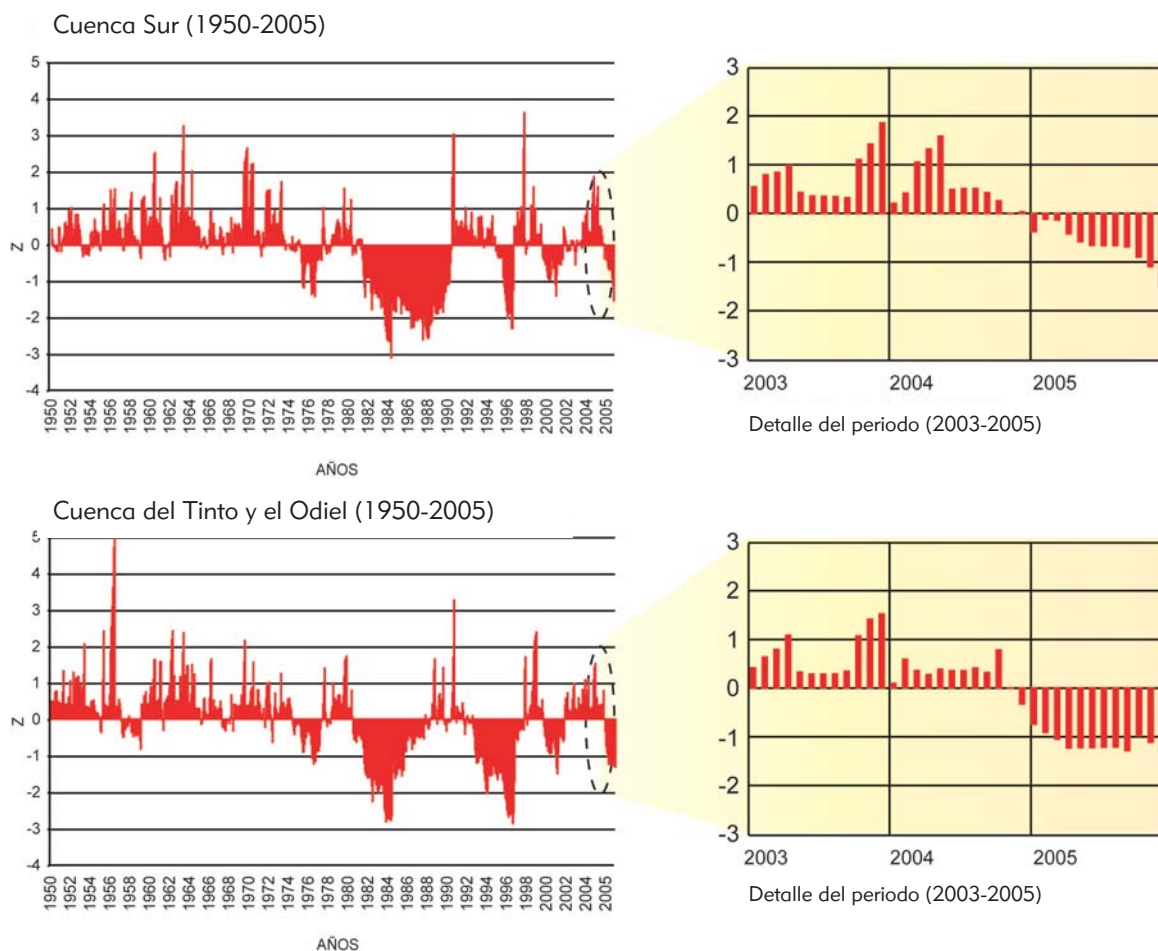 Cuenca Sur (1950-2005)
5
4
3
2
1
0
-1
-2
-3
-4
Z
1950 1952 1954 1956 1958 1960 1962 1964 1966 1968 1970 1972 1974 1976 1978 1980 1982 1984 1986 1988 1990 1992 1994 1996 1998 2000 2002 2004 2005
AÑOS
3
2
1
0
-1
-2
-3
2003 2004 2005
Detalle del periodo (2003-2005)
Cuenca del Tinto y el Odiel (1950-2005)
5
4
3
2
1
0
-1
-2
-3
-4
Z
1950 1952 1954 1956 1958 1960 1962 1964 1966 1968 1970 1972 1974 1976 1978 1980 1982 1984 1986 1988 1990 1992 1994 1996 1998 2000 2002 2004 2005
AÑOS
3
2
1
0
-1
-2
-3
2003 2004 2005
Detalle del periodo (2003-2005)